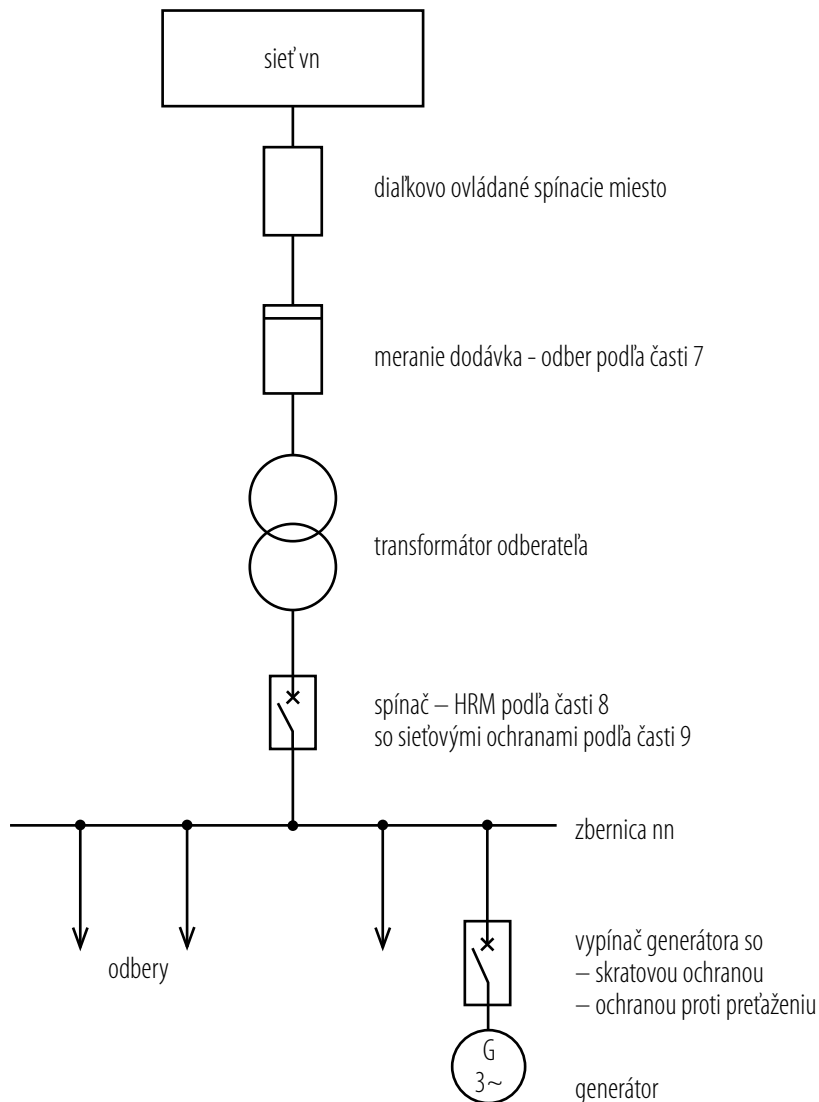 sieť vn
diaľkovo ovládané spínacie miesto
meranie dodávka - odber podľa časti 7
transformátor odberateľa
spínač – HRM podľa časti 8
so sieťovými ochranami podľa časti 9
zbernica nn
odbery
vypínač generátora so
– skratovou ochranou
– ochranou proti preťaženiu
G
3~
generátor